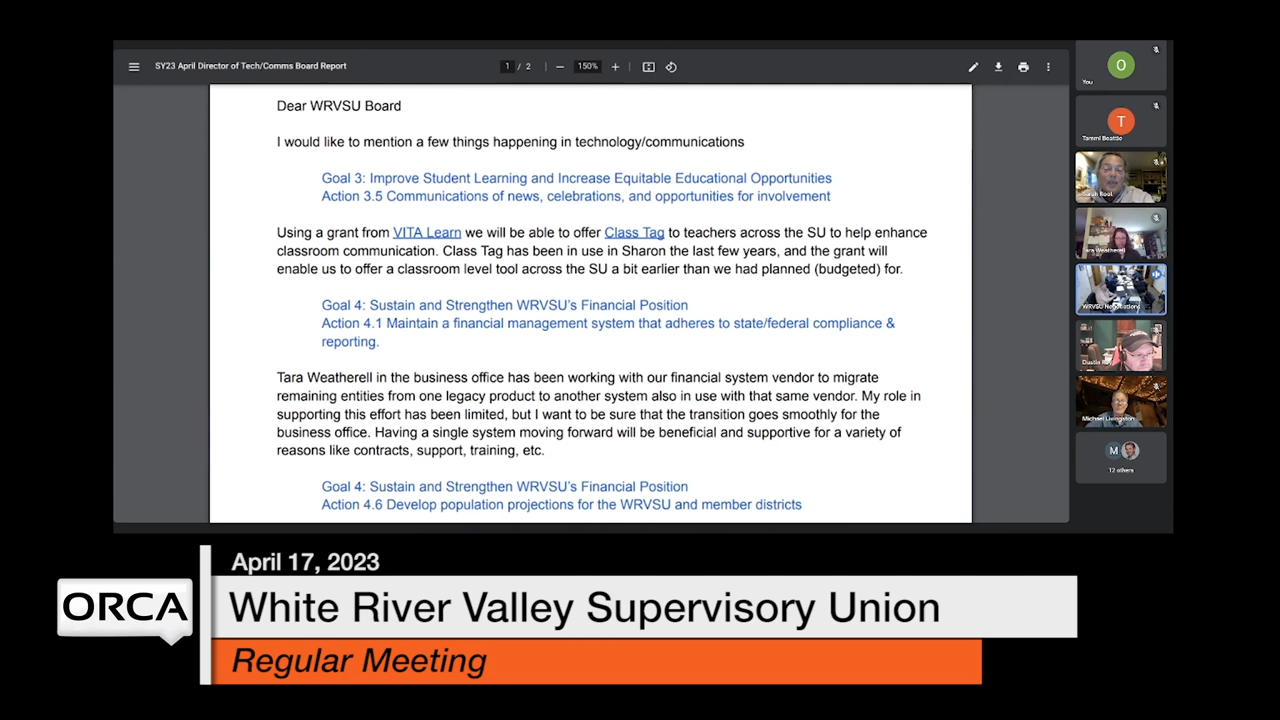 SY23 April Director of Tech/Comms Board Report
1 / 2
150%
Dear WRVSU Board
I would like to mention a few things happening in technology/communications
Goal 3: Improve Student Learning and Increase Equitable Educational Opportunities
Action 3.5 Communications of news, celebrations, and opportunities for involvement
Using a grant from VITA Learn we will be able to offer Class Tag to teachers across the SU to help enhance
classroom communication. Class Tag has been in use in Sharon the last few years, and the grant will
enable us to offer a classroom level tool across the SU a bit earlier than we had planned (budgeted) for.
Goal 4: Sustain and Strengthen WRVSU's Financial Position
Action 4.1 Maintain a financial management system that adheres to state/federal compliance &
reporting.
Tara Weatherell in the business office has been working with our financial system vendor to migrate
remaining entities from one legacy product to another system also in use with that same vendor. My role in
supporting this effort has been limited, but I want to be sure that the transition goes smoothly for the
business office. Having a single system moving forward will be beneficial and supportive for a variety of
reasons like contracts, support, training, etc.
Goal 4: Sustain and Strengthen WRVSU's Financial Position
Action 4.6 Develop population projections for the WRVSU and member districts
O
You
T
Tammi Beattie
Sarah Root
Tara Weatherell
WRVSU Negotiations
Dustin
Michael Livingston
M
12 others
April 17, 2023
ORCA
White River Valley Supervisory Union
Regular Meeting